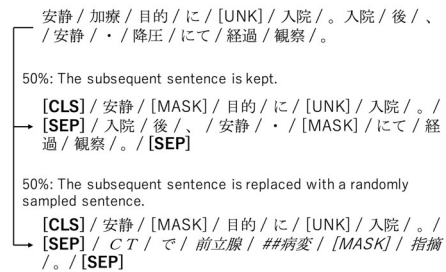 安静 / 加療 / 目的 / に / [UNK] / 入院 / 。入院 / 後 / 、
/ 安静 / ・ / 降圧 / にて / 経過 / 観察 / 。
50%: The subsequent sentence is kept.
[CLS] / 安静 / [MASK] / 目的 / に / [UNK] / 入院 / 。/
[SEP] / 入院 / 後 / 、 / 安静 / ・ / [MASK] / にて / 経
過 / 観察 / 。/ [SEP]
50%: The subsequent sentence is replaced with a randomly
sampled sentence.
[CLS] / 安静 / [MASK] / 目的 / に / [UNK] / 入院 / 。/
[SEP] / ＣＴ / で / 前立腺 / ##病変 / [MASK] / 指摘
/ 。/ [SEP]